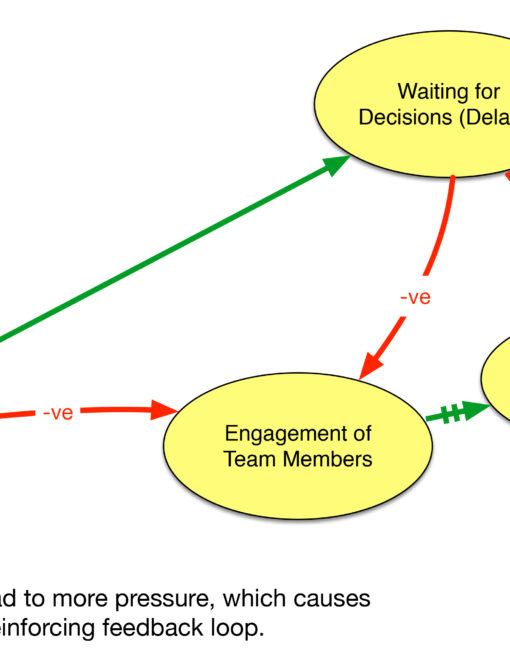 Waiting for
Decisions (Dela
-ve
-ve
Engagement of
Team Members
ad to more pressure, which causes
einforcing feedback loop.